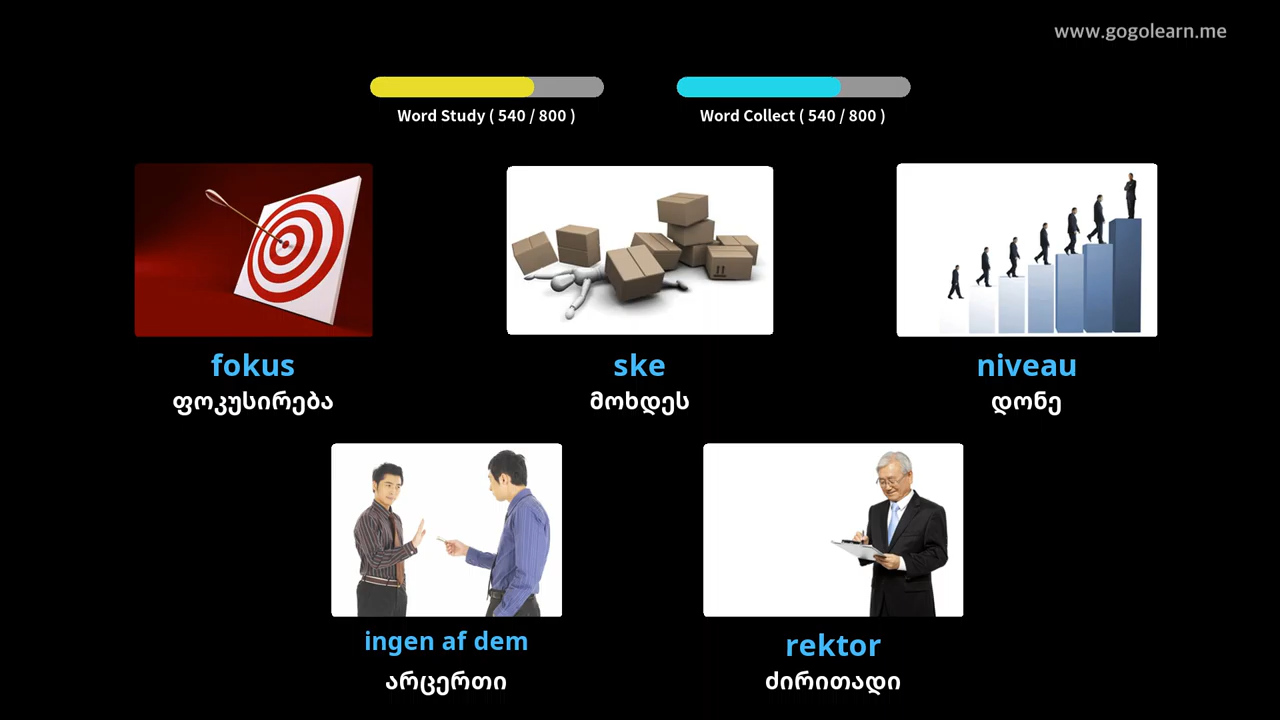 www.gogolearn.me
Word Study ( 540 / 800 )
Word Collect ( 540 / 800 )
fokus
ფოკუსირება
ske
მოხდეს
niveau
დონე
ingen af dem
არცერთი
rektor
ძირითადი